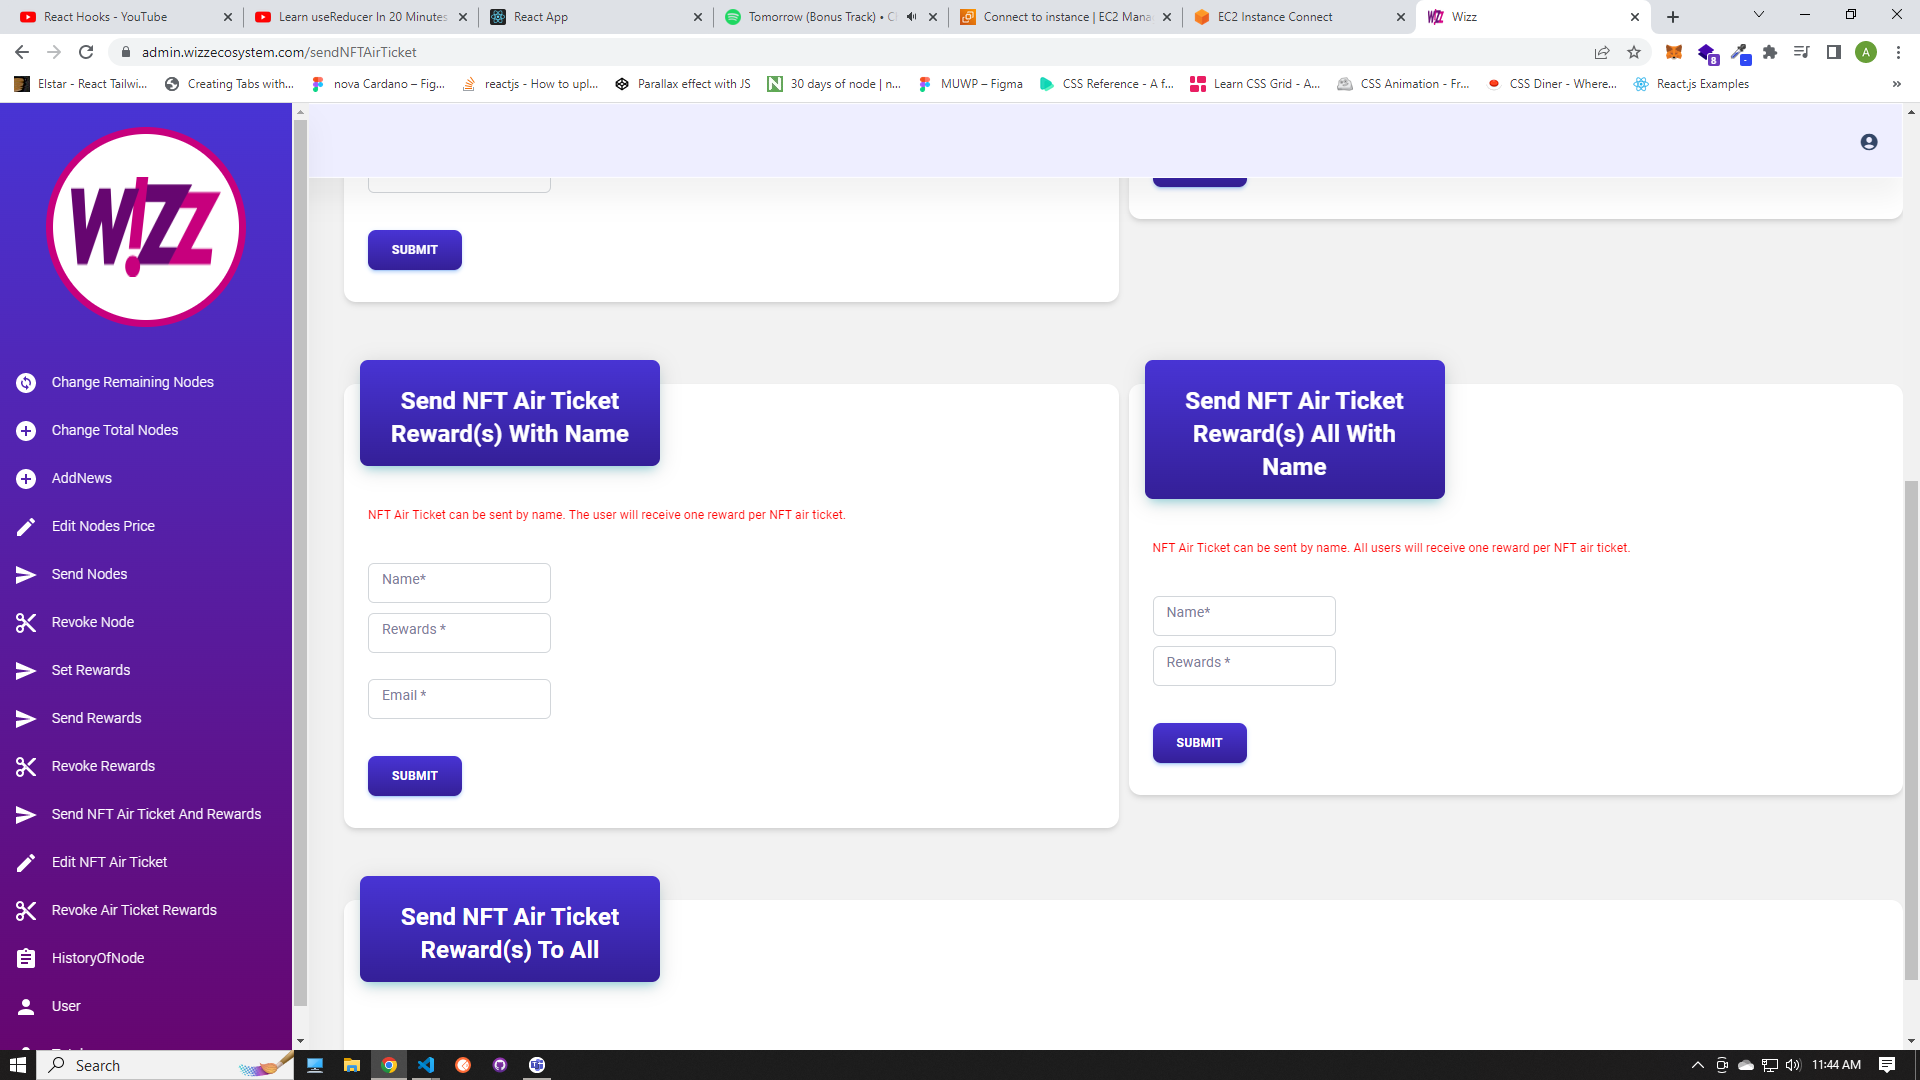 React Hooks - YouTube
Learn useReducer In 20 Minutes
React App
Tomorrow (Bonus Track) •
Connect to instance | EC2 Mana
EC2 Instance Connect
Wizz
admin.wizzecosystem.com/sendNFTAirTicket
8
A
Elstar - React Tailwi...
Creating Tabs with...
nova Cardano – Fig...
reactjs - How to upl...
Parallax effect with JS
30 days of node | n...
MUWP – Figma
CSS Reference - A f...
Learn CSS Grid - A...
CSS Animation - Fr...
CSS Diner - Where...
React.js Examples
»
W!ZZ
Change Remaining Nodes
Change Total Nodes
AddNews
Edit Nodes Price
Send Nodes
Revoke Node
Set Rewards
Send Rewards
Revoke Rewards
Send NFT Air Ticket And Rewards
Edit NFT Air Ticket
Revoke Air Ticket Rewards
HistoryOfNode
User
SUBMIT
Send NFT Air Ticket
Reward(s) With Name
NFT Air Ticket can be sent by name. The user will receive one reward per NFT air ticket.
Name*
Rewards *
Email *
SUBMIT
Send NFT Air Ticket
Reward(s) All With
Name
NFT Air Ticket can be sent by name. All users will receive one reward per NFT air ticket.
Name*
Rewards *
SUBMIT
Send NFT Air Ticket
Reward(s) To All
Search
11:44 AM